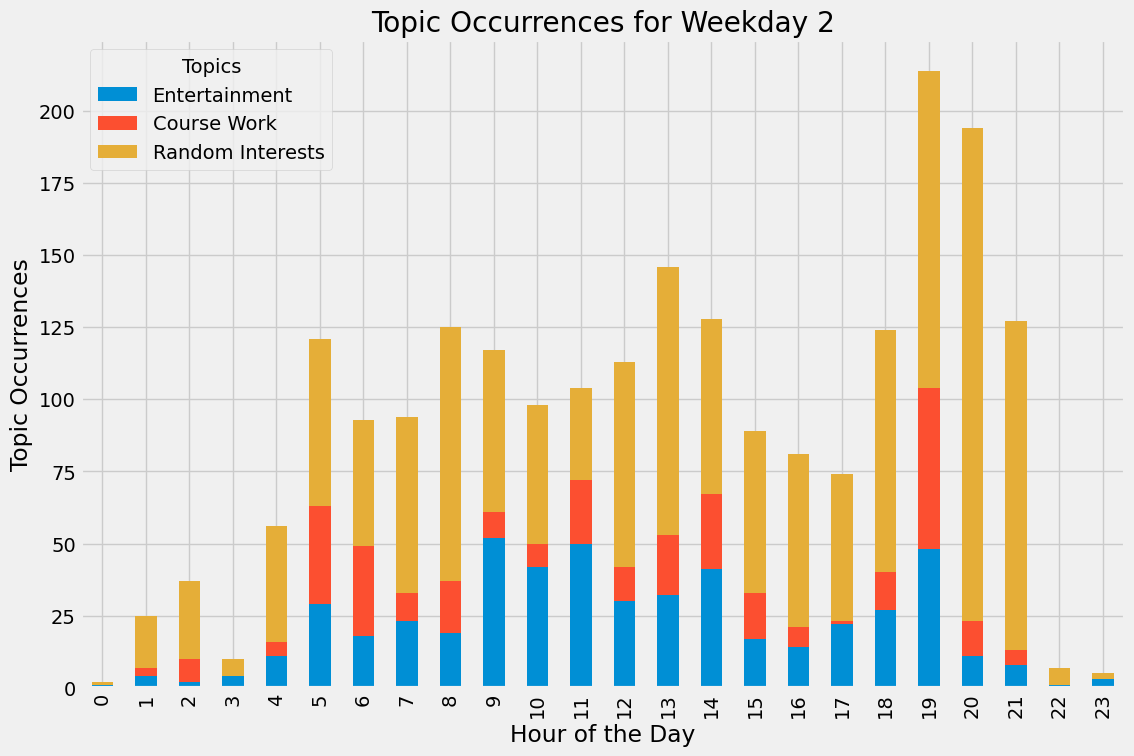 Topic Occurrences for Weekday 2
Topics
Entertainment
Course Work
Random Interests
Topic Occurrences
200
175
150
125
100
75
50
25
0
0 1 2 3 4 5 6 7 8 9 10 11 12 13 14 15 16 17 18 19 20 21 22 23
Hour of the Day